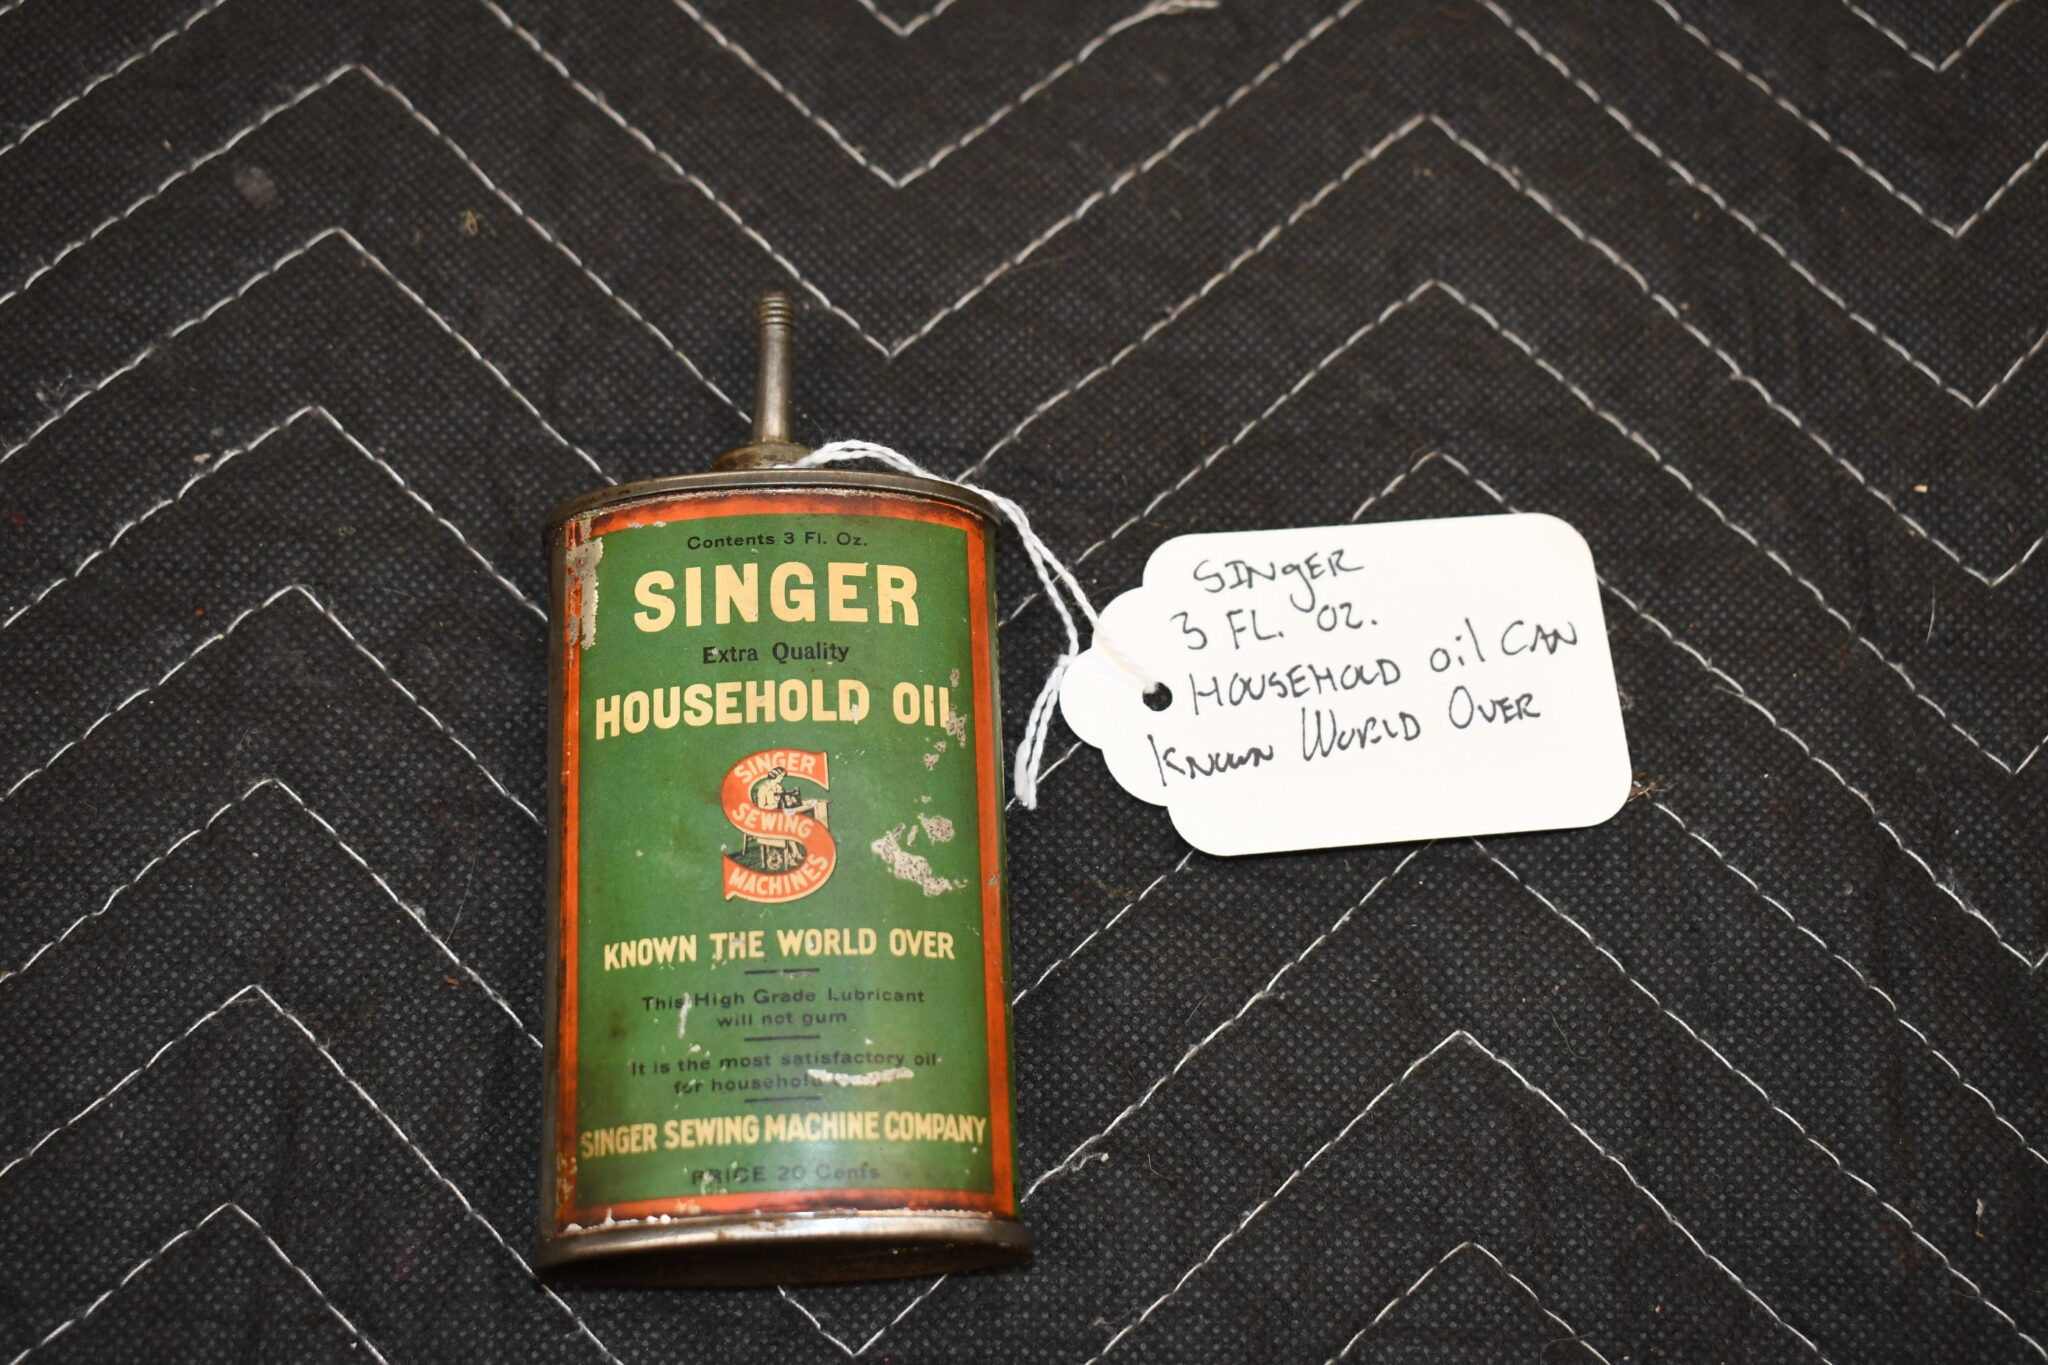 Contents 3 Fl. Oz.
SINGER
Extra Quality
HOUSEHOLD OIL
SINGER
SEWING
MACHINES
KNOWN THE WORLD OVER
This High Grade Lubricant
will not gum
It is the most satisfactory oil
for household
SINGER SEWING MACHINE COMPANY
PRICE 20 Cents
SINgER
3 FL. OZ.
HOUSEHOLD oil CAN
KNOWN WORLD OVER